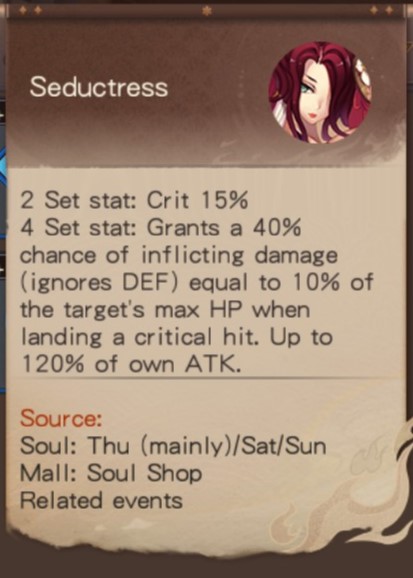 Seductress
2 Set stat: Crit 15%
4 Set stat: Grants a 40%
chance of inflicting damage
(ignores DEF) equal to 10% of
the target's max HP when
landing a critical hit. Up to
120% of own ATK.
Source:
Soul: Thu (mainly)/Sat/Sun
Mall: Soul Shop
Related events